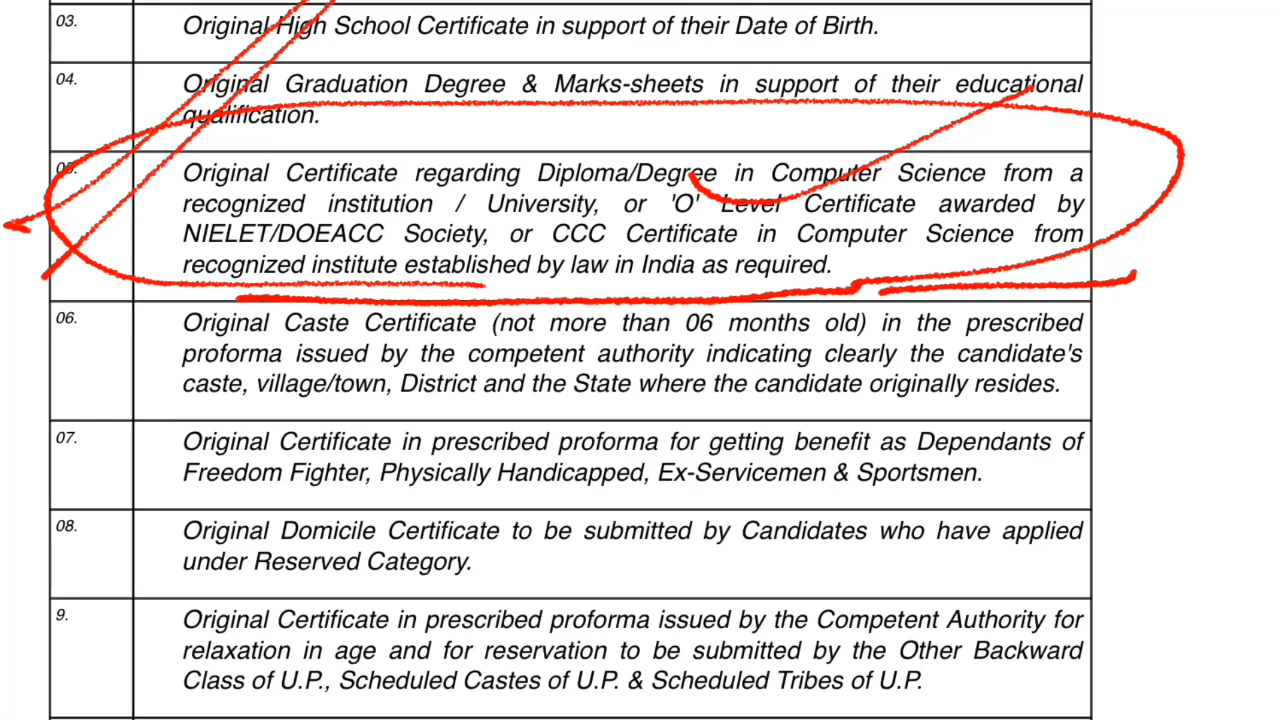 03.
Original High School Certificate in support of their Date of Birth.
04.
Original Graduation Degree & Marks-sheets in support of their educational
qualification.
05.
Original Certificate regarding Diploma/Degree in Computer Science from a
recognized institution / University, or 'O' Level Certificate awarded by
NIELET/DOEACC Society, or CCC Certificate in Computer Science from
recognized institute established by law in India as required.
06.
Original Caste Certificate (not more than 06 months old) in the prescribed
proforma issued by the competent authority indicating clearly the candidate's
caste, village/town, District and the State where the candidate originally resides.
07.
Original Certificate in prescribed proforma for getting benefit as Dependants of
Freedom Fighter, Physically Handicapped, Ex-Servicemen & Sportsmen.
08.
Original Domicile Certificate to be submitted by Candidates who have applied
under Reserved Category.
9.
Original Certificate in prescribed proforma issued by the Competent Authority for
relaxation in age and for reservation to be submitted by the Other Backward
Class of U.P., Scheduled Castes of U.P. & Scheduled Tribes of U.P.